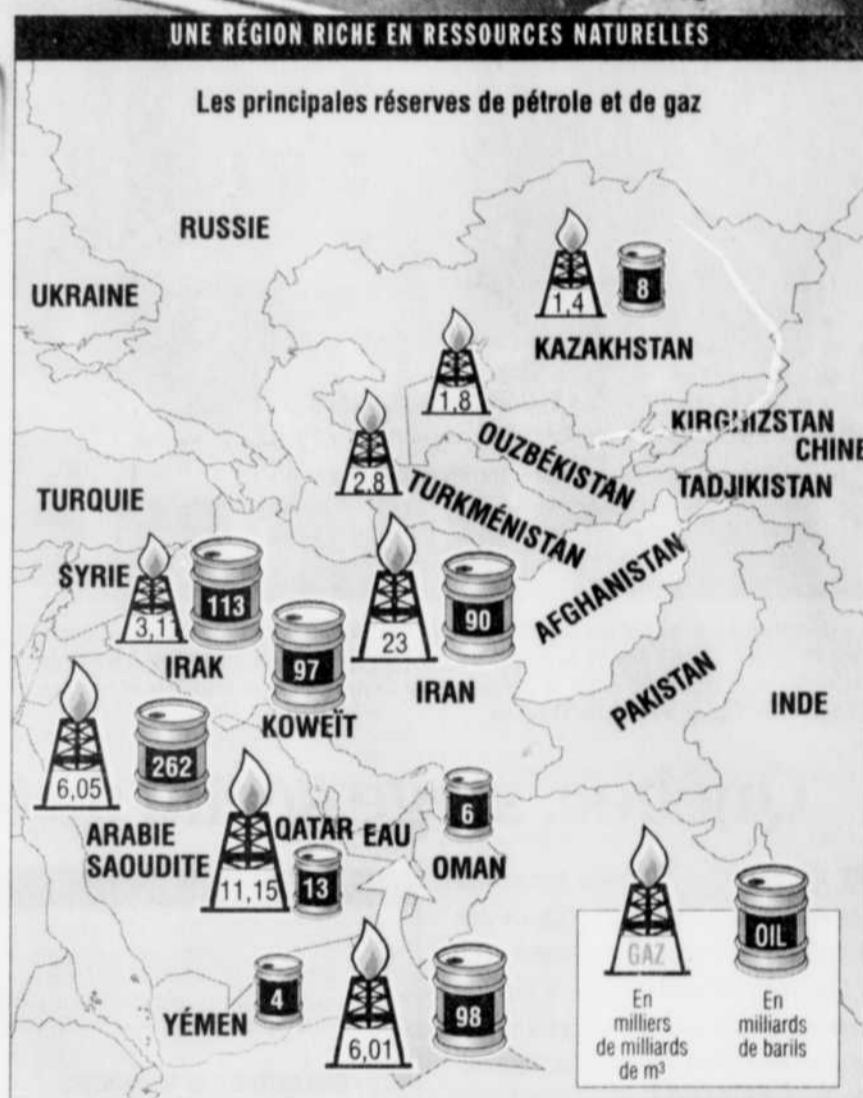 UNE RÉGION RICHE EN RESSOURCES NATURELLES
Les principales réserves de pétrole et de gaz
RUSSIE
UKRAINE
1,4
8
KAZAKHSTAN
1,8
KIRGHIZSTAN
CHINE
OUZBÉKISTAN
2,8
TADJIKISTAN
TURKMÉNISTAN
TURQUIE
SYRIE
3,11
113
IRAK
97
KOWEÏT
23
90
IRAN
AFGHANISTAN
PAKISTAN
INDE
6,05
262
ARABIE
SAOUDITE
11,15
QATAR
13
EAU
6
OMAN
YÉMEN
4
6,01
98
GAZ
OIL
En
milliers
de milliards
de m³
En
milliards
de barils